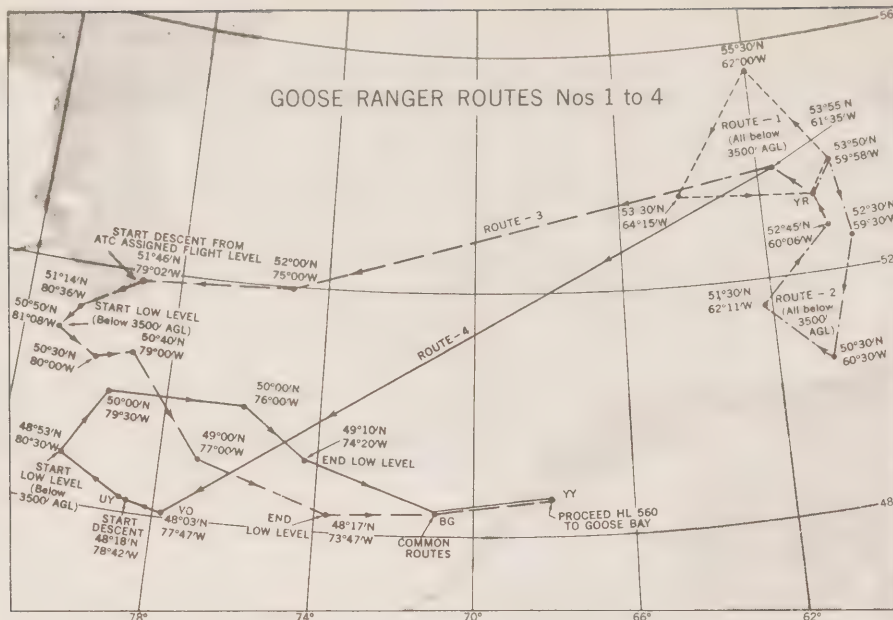 56
55°30'N
62°00'W
GOOSE RANGER ROUTES Nos 1 to 4
53°55'N
61°35'W
ROUTE-1
(All below
3500' AGL)
53°50'N
59°58'W
YR
53°30'N
64°15'W
52°30'N
59°30'W
52°45'N
60°06'W
ROUTE-3
START DESCENT FROM
ATC ASSIGNED FLIGHT LEVEL
51°46'N
79°02'W
52°00'N
75°00'W
52
51°14'N
80°36'W
51°30'N
62°11'W
ROUTE-2
(All below
3500'
AGL)
50°50'N
81°08'W
START LOW LEVEL
(Below 3500' AGL)
50°40'N
79°00'W
50°30'N
80°00'W
ROUTE-4
50°30'N
60°30'W
50°00'N
79°30'W
50°00'N
76°00'W
48°53'N
80°30'W
49°00'N
77°00'W
49°10'N
74°20'W
END LOW LEVEL
START
LOW LEVEL
(Below
3500' AGL)
UY
VO
48°03'N
77°47'W
START
DESCENT
48°18'N
78°42'W
END
LOW LEVEL
48°17'N
73°47'W
BG
COMMON
ROUTES
YY
PROCEED HL 560
TO GOOSE BAY
48
78°
74°
70°
66°
62°